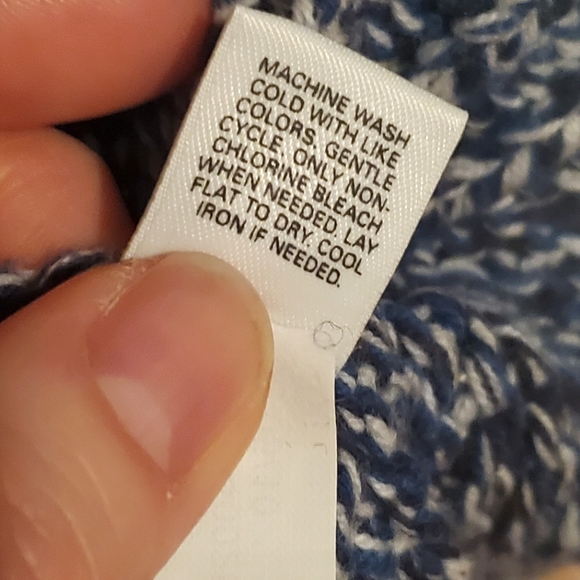 MACHINE WASH
COLD WITH LIKE
COLORS, GENTLE
CYCLE, ONLY NON-
CHLORINE BLEACH
WHEN NEEDED. LAY
FLAT TO DRY. COOL
IRON IF NEEDED.